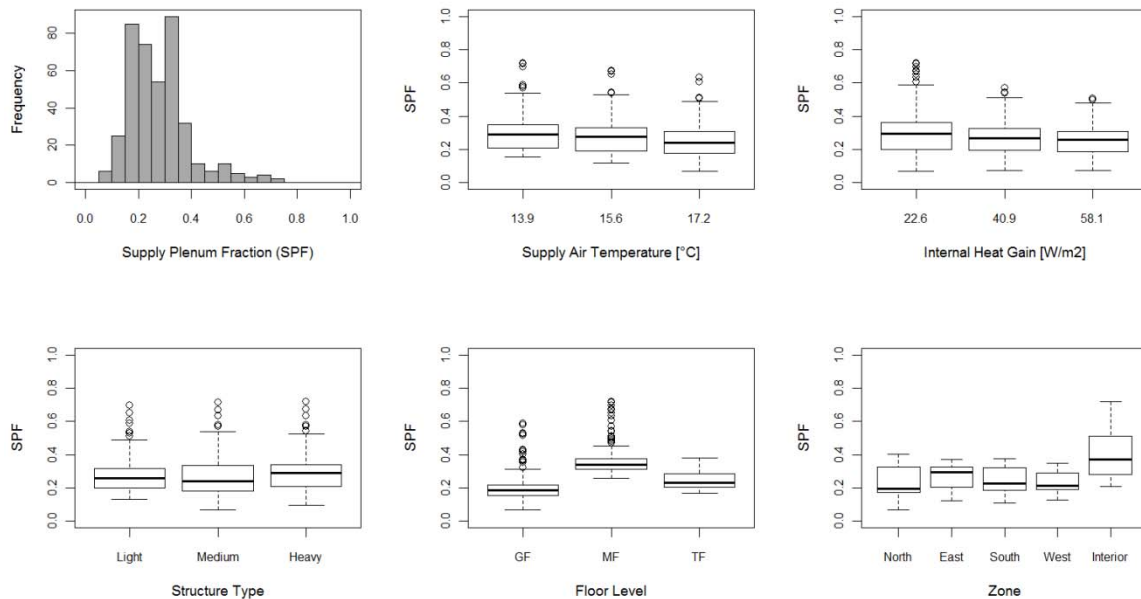 Frequency
80
60
40
20
0
0.0 0.2 0.4 0.6 0.8 1.0
Supply Plenum Fraction (SPF)
SPF
1.0
0.8
0.6
0.4
0.2
0.0
13.9 15.6 17.2
Supply Air Temperature [°C]
SPF
1.0
0.8
0.6
0.4
0.2
0.0
22.6 40.9 58.1
Internal Heat Gain [W/m2]
SPF
1.0
0.8
0.6
0.4
0.2
0.0
Light Medium Heavy
Structure Type
SPF
1.0
0.8
0.6
0.4
0.2
0.0
GF MF TF
Floor Level
SPF
1.0
0.8
0.6
0.4
0.2
0.0
North East South West Interior
Zone